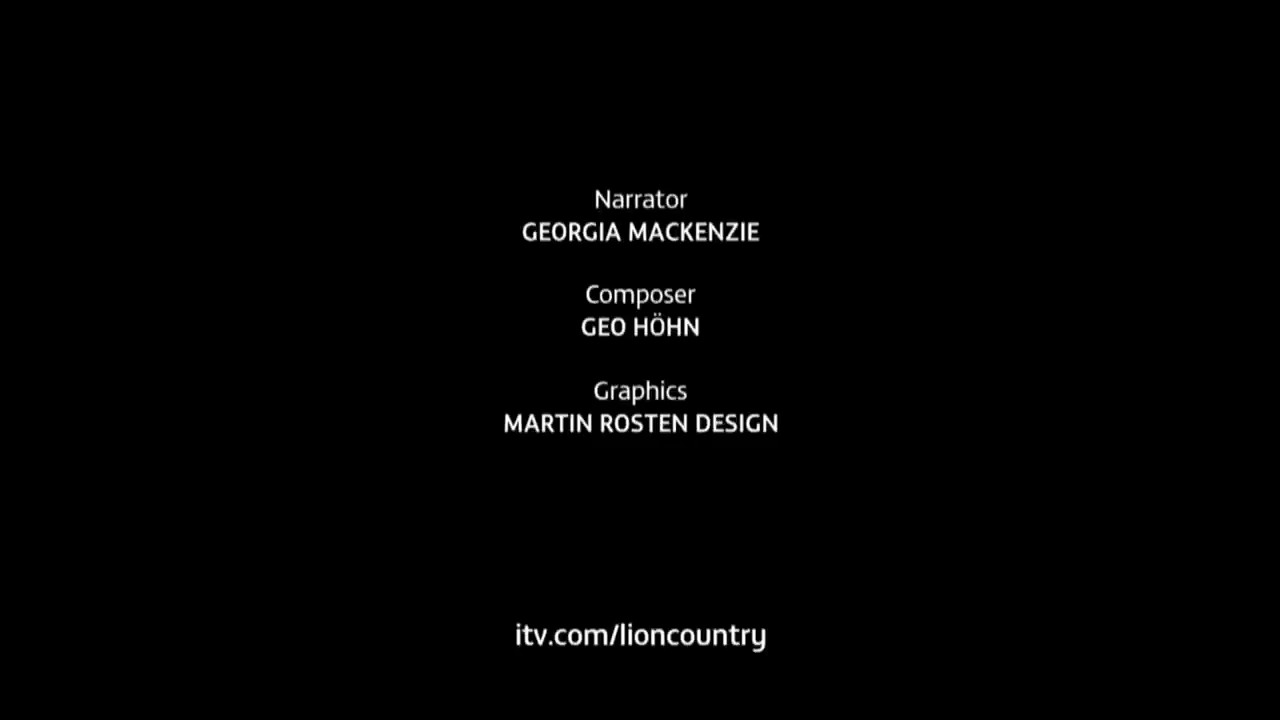 Narrator
GEORGIA MACKENZIE
Composer
GEO HÖHN
Graphics
MARTIN ROSTEN DESIGN
itv.com/lioncountry